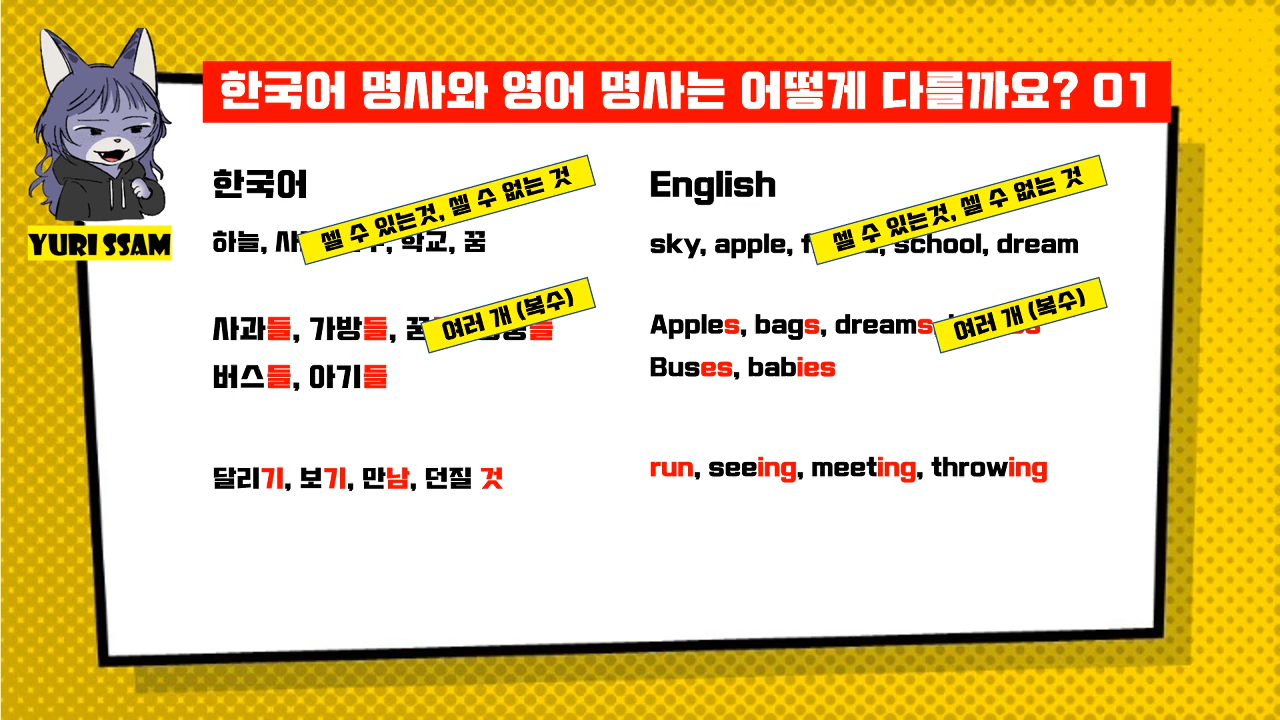 한국어 명사와 영어 명사는 어떻게 다를까요? 01
YURI SSAM
한국어
셀 수 있는것, 셀 수 없는 것
하늘, 학교, 꿈
여러 개 (복수)
사과들, 가방들,
버스들, 아기들
달리기, 보기, 만남, 던질 것
English
셀 수 있는것, 셀 수 없는 것
sky, apple, school, dream
여러 개 (복수)
Apples, bags, dreams
Buses, babies
run, seeing, meeting, throwing